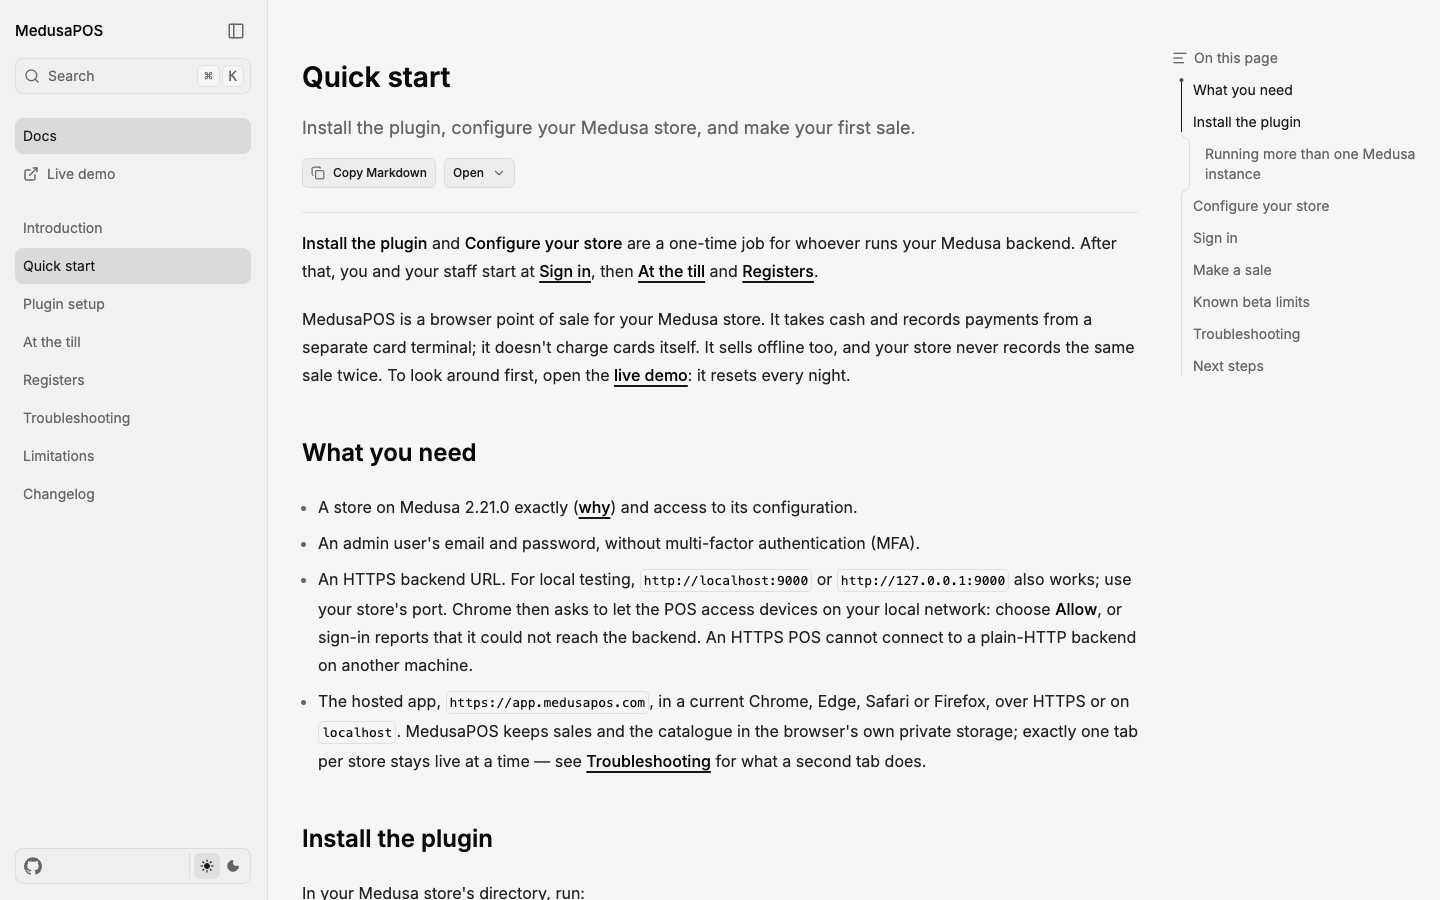 MedusaPOS
Search
⌘ K
Docs
Live demo
Introduction
Quick start
Plugin setup
At the till
Registers
Troubleshooting
Limitations
Changelog
Quick start
Install the plugin, configure your Medusa store, and make your first sale.
Copy Markdown
Open
Install the plugin and Configure your store are a one-time job for whoever runs your Medusa backend. After
that, you and your staff start at Sign in, then At the till and Registers.
MedusaPOS is a browser point of sale for your Medusa store. It takes cash and records payments from a
separate card terminal; it doesn't charge cards itself. It sells offline too, and your store never records the same
sale twice. To look around first, open the live demo: it resets every night.
What you need
• A store on Medusa 2.21.0 exactly (why) and access to its configuration.
• An admin user's email and password, without multi-factor authentication (MFA).
• An HTTPS backend URL. For local testing, http://localhost:9000 or http://127.0.0.1:9000 also works; use
your store's port. Chrome then asks to let the POS access devices on your local network: choose Allow, or
sign-in reports that it could not reach the backend. An HTTPS POS cannot connect to a plain-HTTP backend
on another machine.
• The hosted app, https://app.medusapos.com, in a current Chrome, Edge, Safari or Firefox, over HTTPS or on
localhost. MedusaPOS keeps sales and the catalogue in the browser's own private storage; exactly one tab
per store stays live at a time — see Troubleshooting for what a second tab does.
Install the plugin
In your Medusa store's directory, run:
On this page
What you need
Install the plugin
Running more than one Medusa
instance
Configure your store
Sign in
Make a sale
Known beta limits
Troubleshooting
Next steps